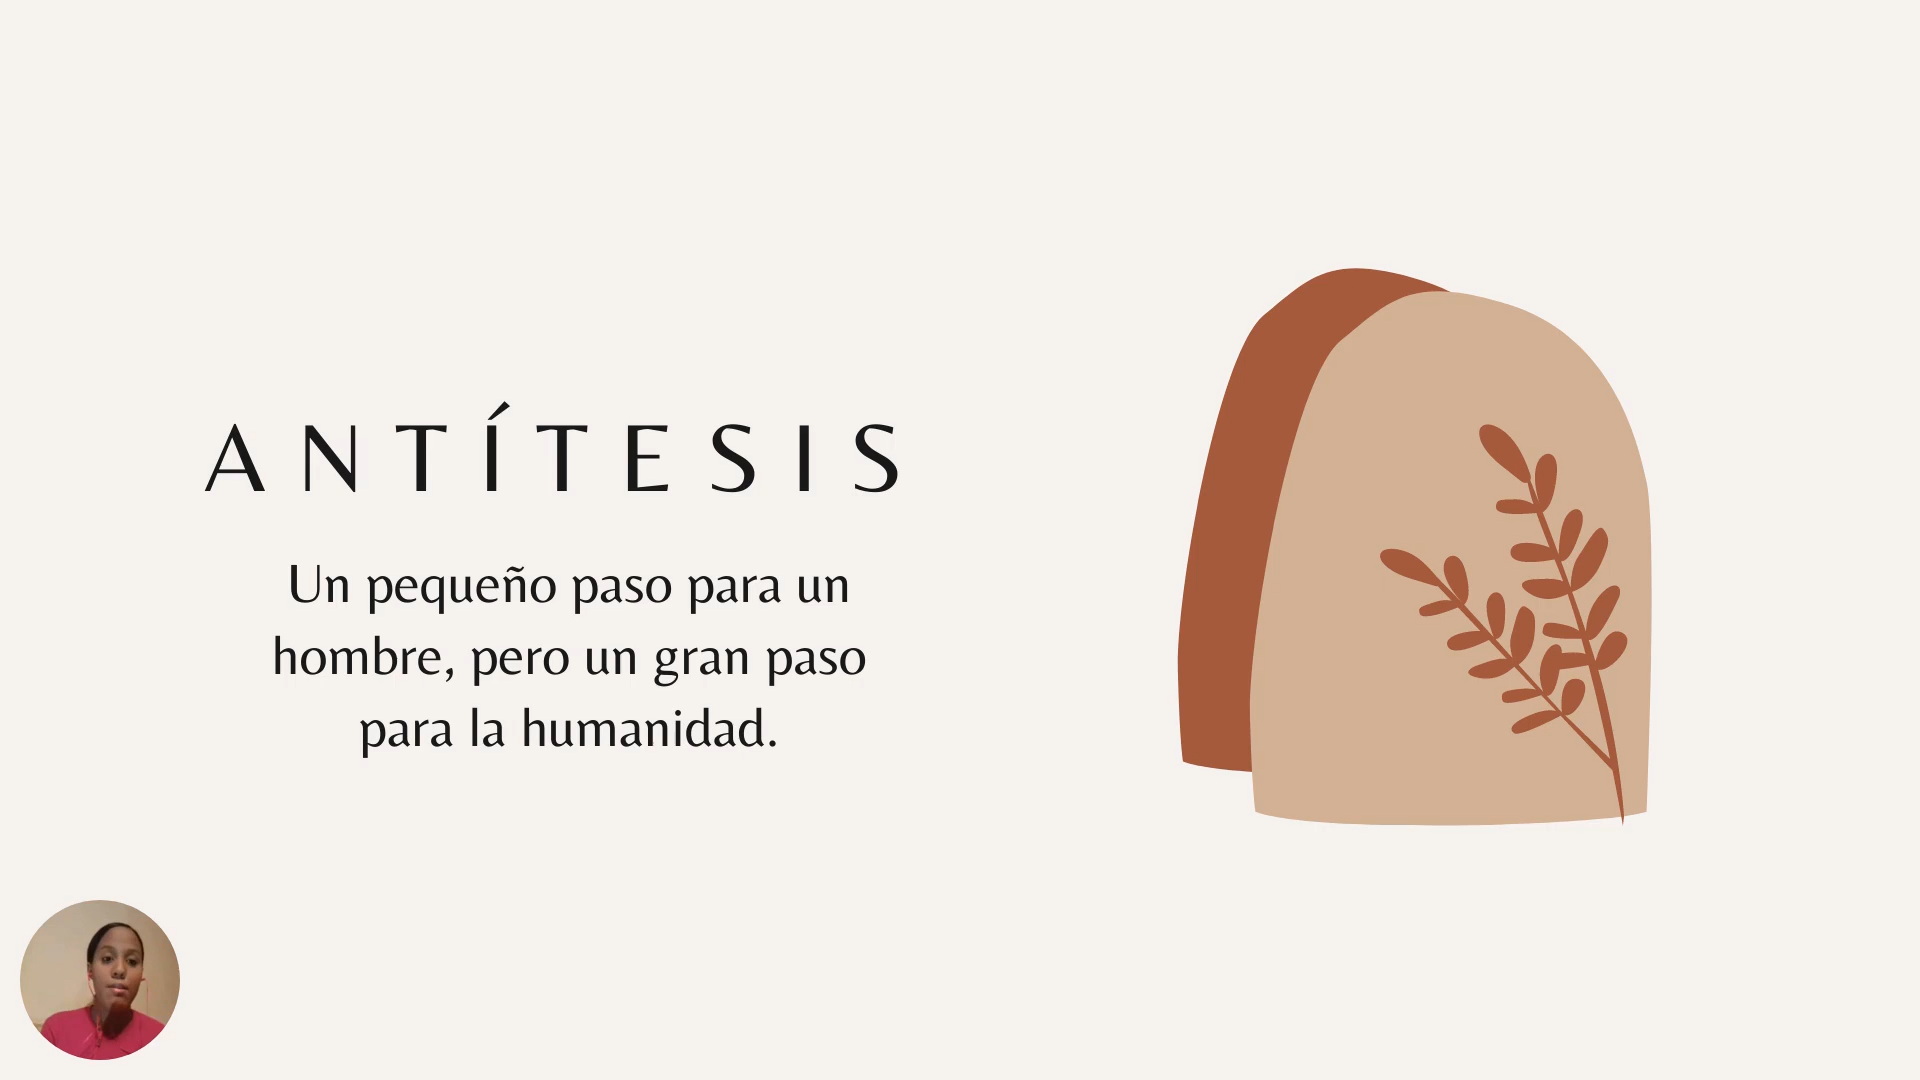 ANTÍTESIS
Un pequeño paso para un
hombre, pero un gran paso
para la humanidad.